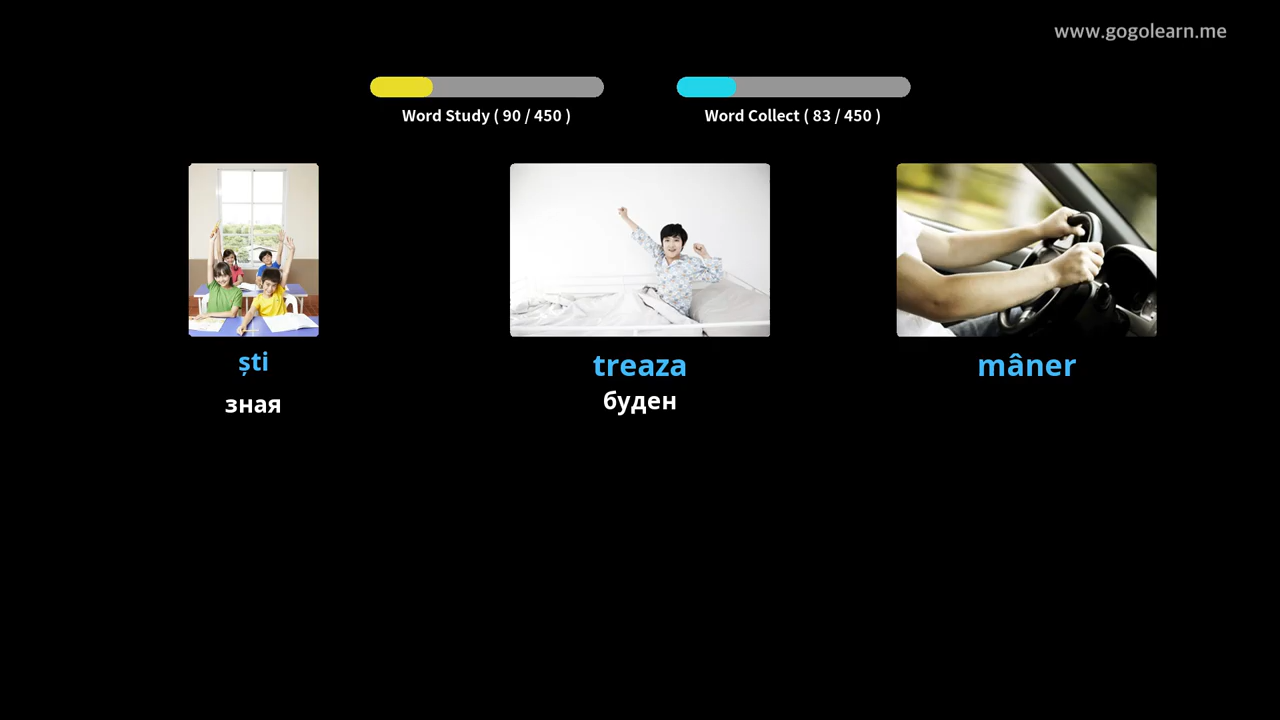 www.gogolearn.me
Word Study ( 90 / 450 )
Word Collect ( 83 / 450 )
ști
treaza
mâner
зная
буден